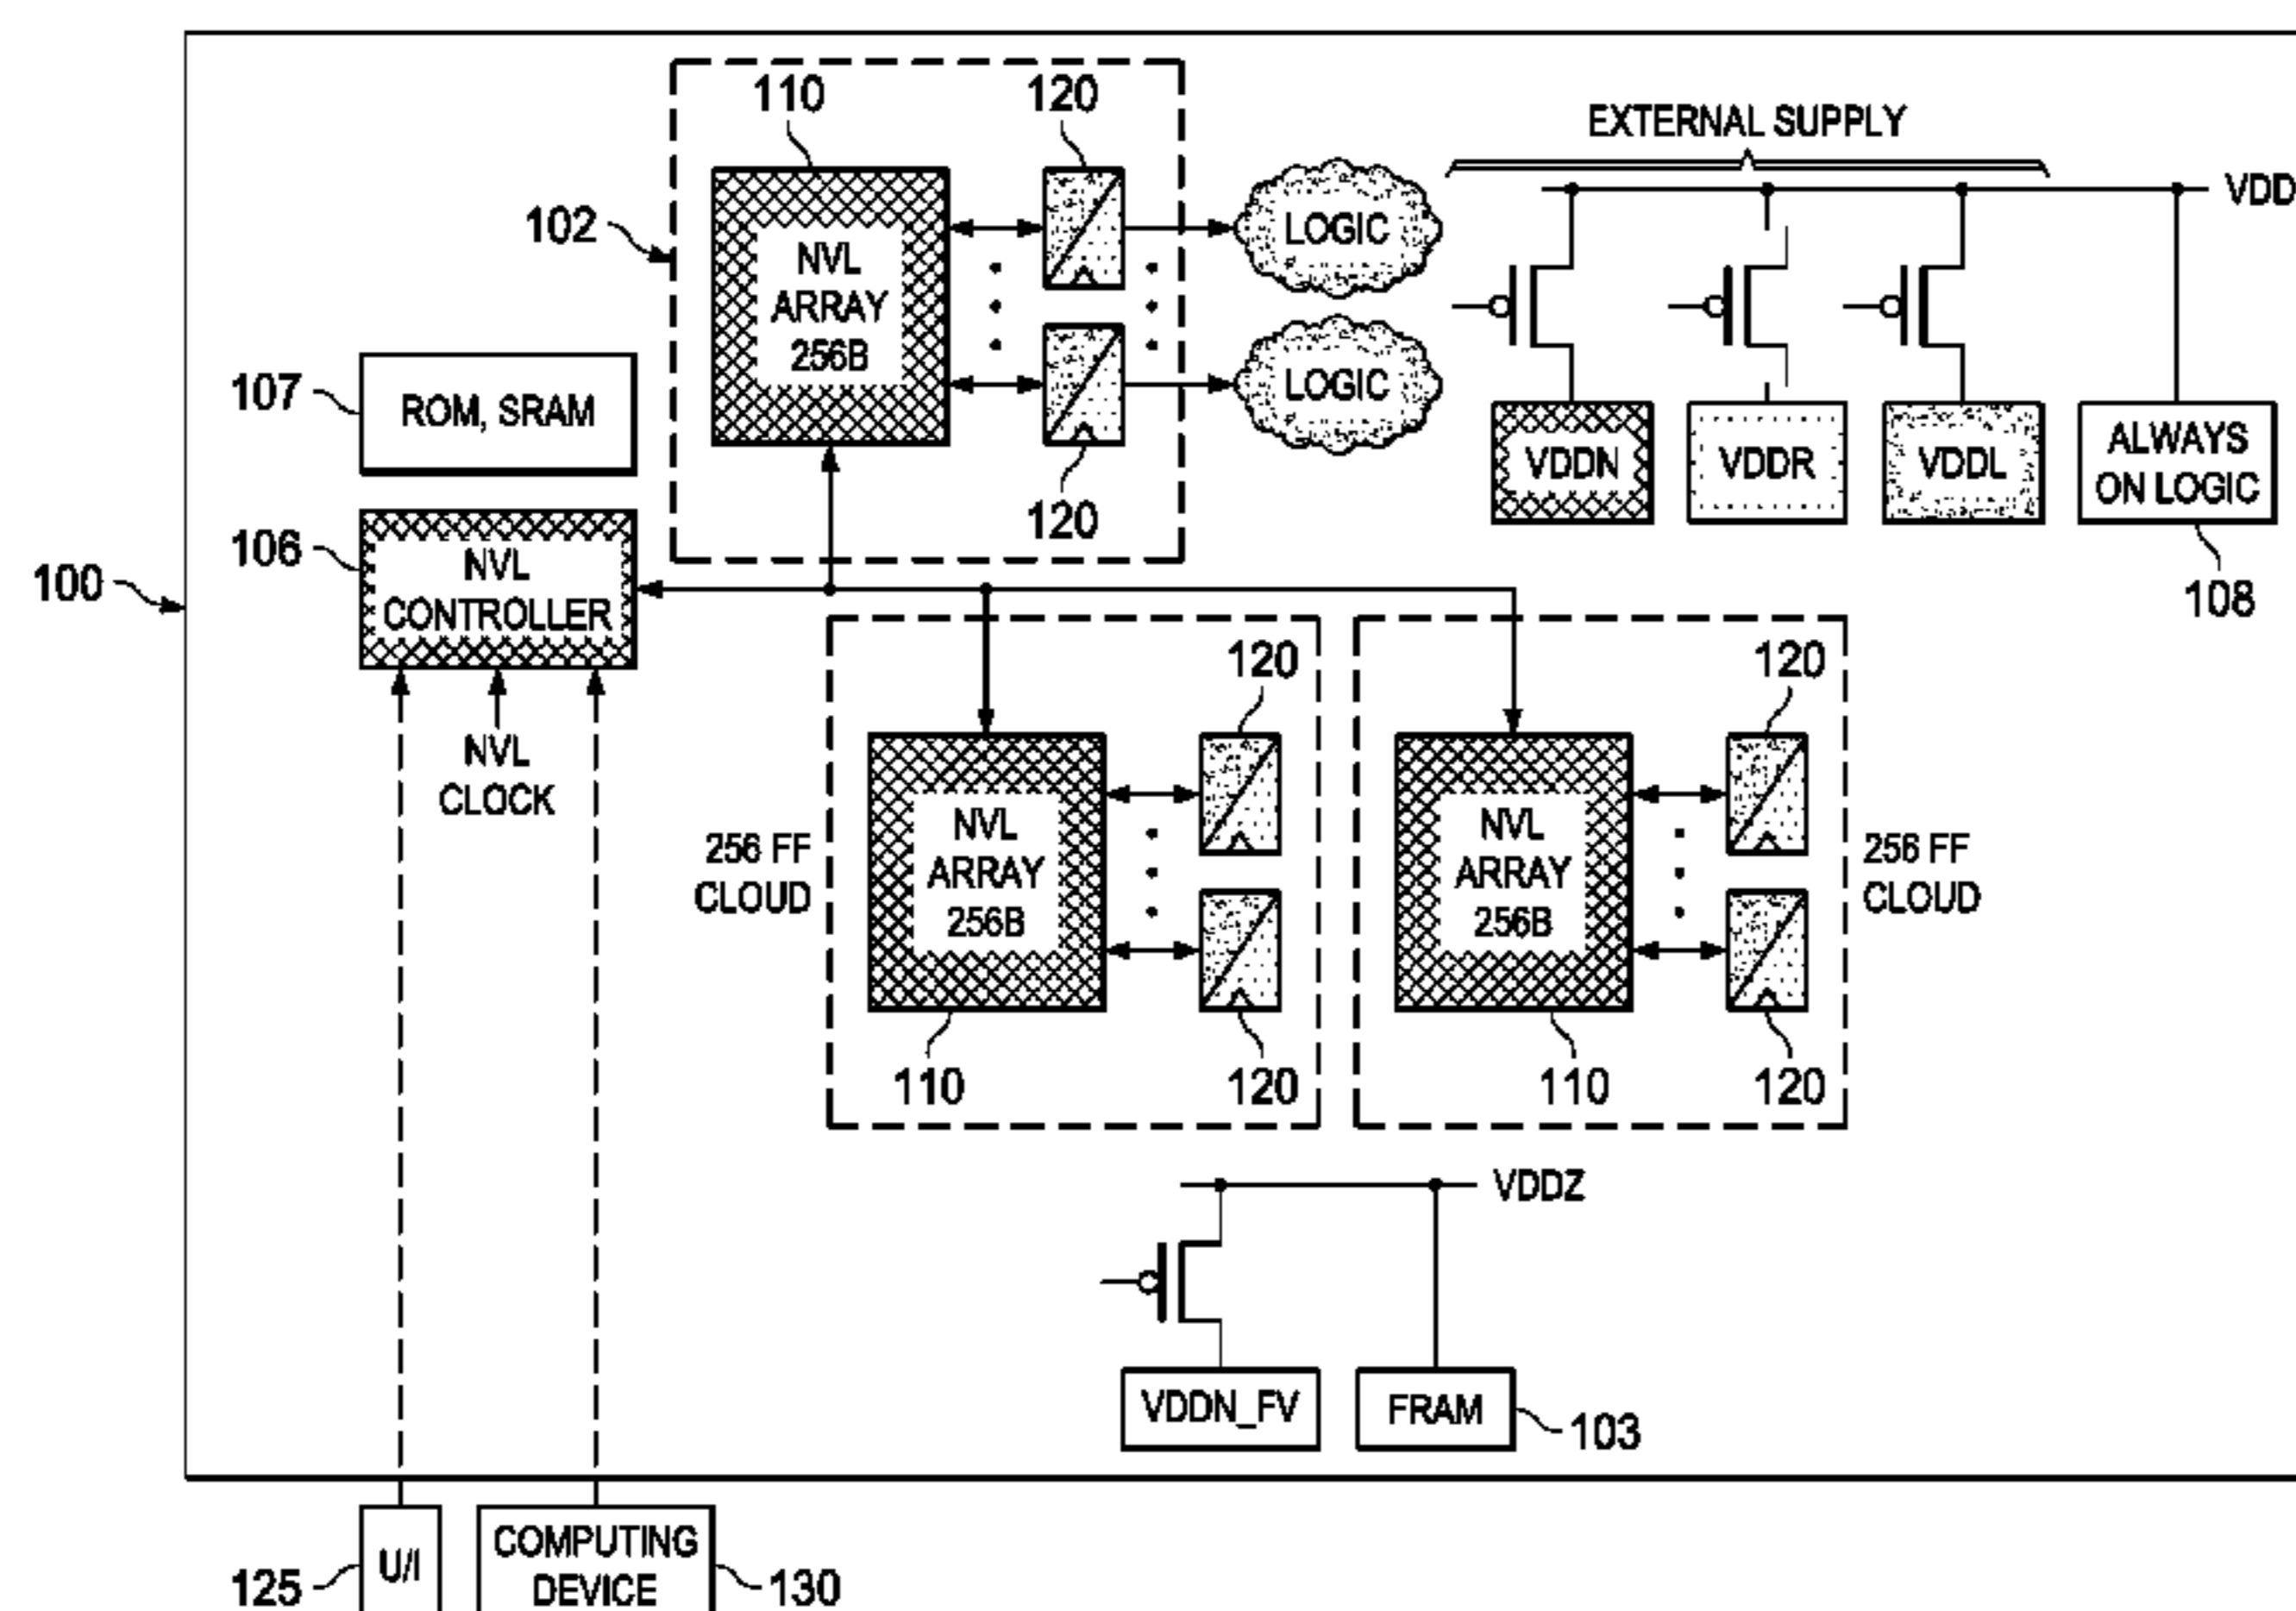 110
120
EXTERNAL SUPPLY
VDD
102
NVL
ARRAY
256B
LOGIC
LOGIC
107
ROM, SRAM
VDDN
VDDR
VDDL
ALWAYS
ON LOGIC
120
106
NVL
CONTROLLER
100
108
120
120
NVL
CLOCK
256 FF
CLOUD
NVL
ARRAY
256B
NVL
ARRAY
256B
256 FF
CLOUD
110
120
110
120
VDDZ
VDDN_FV
FRAM
103
125
U/I
COMPUTING
DEVICE
130